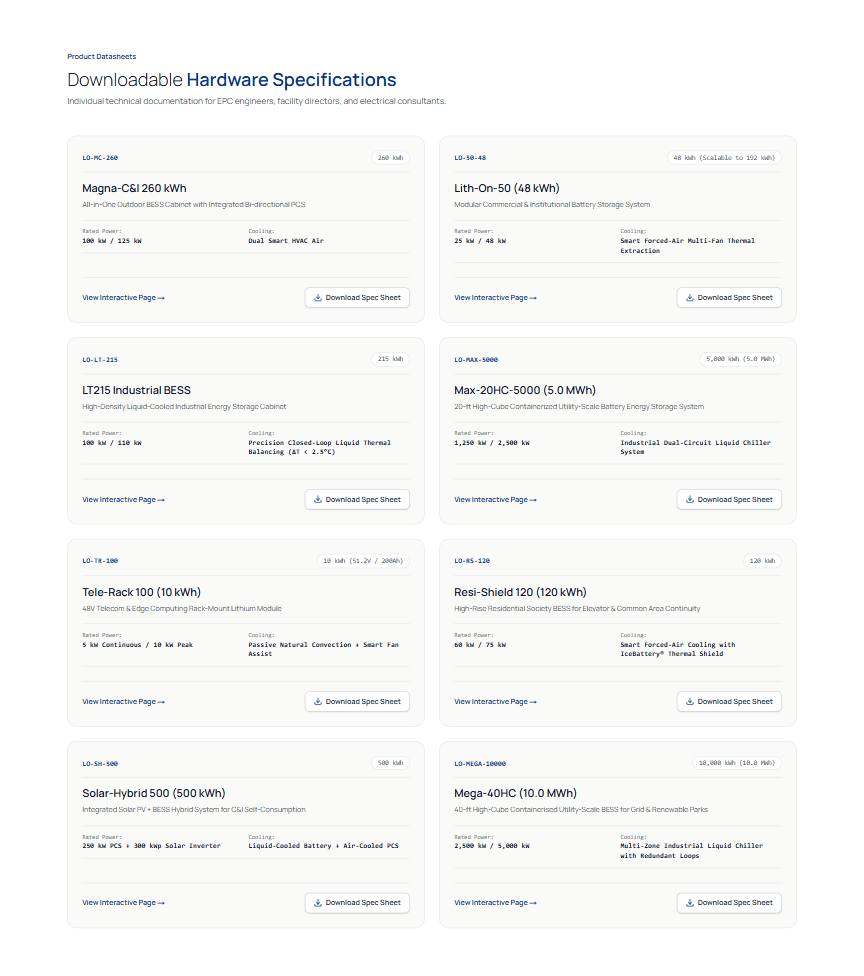 Product Datasheets
Downloadable Hardware Specifications
Individual technical documentation for EPC engineers, facility directors, and electrical consultants.
LO-MC-260
260 kWh
Magna-C&I 260 kWh
All-in-One Outdoor BESS Cabinet with Integrated Bi-directional PCS
Rated Power:
100 kW / 125 kW
Cooling:
Dual Smart HVAC Air
View Interactive Page →
Download Spec Sheet
LO-50-48
48 kWh (Scalable to 192 kWh)
Lith-On-50 (48 kWh)
Modular Commercial & Institutional Battery Storage System
Rated Power:
25 kW / 48 kW
Cooling:
Smart Forced-Air Multi-Fan Thermal
Extraction
View Interactive Page →
Download Spec Sheet
LO-LT-215
215 kWh
LT215 Industrial BESS
High-Density Liquid-Cooled Industrial Energy Storage Cabinet
Rated Power:
100 kW / 110 kW
Cooling:
Precision Closed-Loop Liquid Thermal
Balancing (ΔT < 2.5°C)
View Interactive Page →
Download Spec Sheet
LO-MAX-5000
5,000 kWh (5.0 MWh)
Max-20HC-5000 (5.0 MWh)
20-ft High-Cube Containerized Utility-Scale Battery Energy Storage System
Rated Power:
1,250 kW / 2,500 kW
Cooling:
Industrial Dual-Circuit Liquid Chiller
System
View Interactive Page →
Download Spec Sheet
LO-TR-100
10 kWh (51.2V / 200Ah)
Tele-Rack 100 (10 kWh)
48V Telecom & Edge Computing Rack-Mount Lithium Module
Rated Power:
5 kW Continuous / 10 kW Peak
Cooling:
Passive Natural Convection + Smart Fan
Assist
View Interactive Page →
Download Spec Sheet
LO-RS-120
120 kWh
Resi-Shield 120 (120 kWh)
High-Rise Residential Society BESS for Elevator & Common Area Continuity
Rated Power:
60 kW / 75 kW
Cooling:
Smart Forced-Air Cooling with
IceBattery® Thermal Shield
View Interactive Page →
Download Spec Sheet
LO-SH-500
500 kWh
Solar-Hybrid 500 (500 kWh)
Integrated Solar PV + BESS Hybrid System for C&I Self-Consumption
Rated Power:
250 kW PCS + 300 kWp Solar Inverter
Cooling:
Liquid-Cooled Battery + Air-Cooled PCS
View Interactive Page →
Download Spec Sheet
LO-MEGA-10000
10,000 kWh (10.0 MWh)
Mega-40HC (10.0 MWh)
40-ft High-Cube Containerised Utility-Scale BESS for Grid & Renewable Parks
Rated Power:
2,500 kW / 5,000 kW
Cooling:
Multi-Zone Industrial Liquid Chiller
with Redundant Loops
View Interactive Page →
Download Spec Sheet